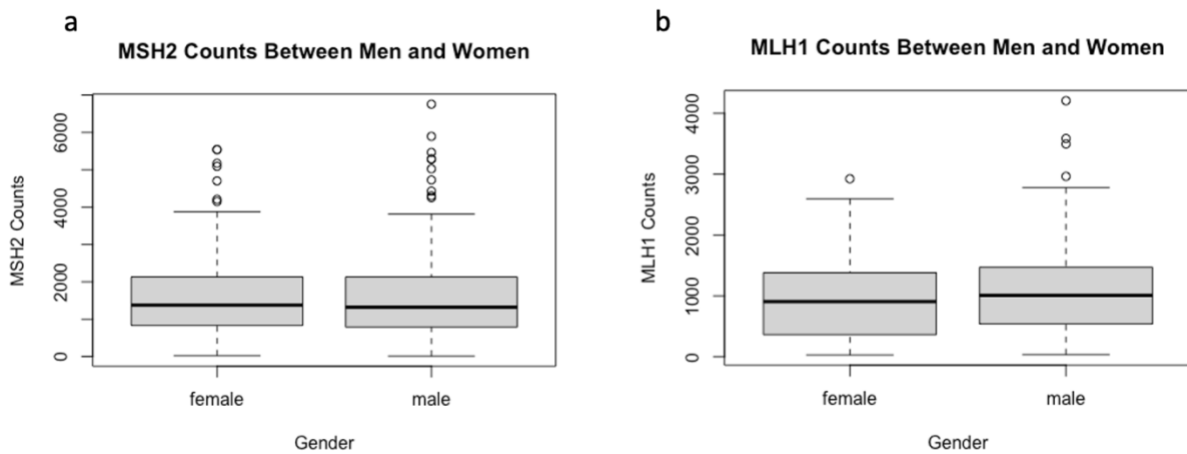 a
MSH2 Counts Between Men and Women
MSH2 Counts
6000
4000
2000
0
female
male
Gender
b
MLH1 Counts Between Men and Women
MLH1 Counts
4000
3000
2000
1000
0
female
male
Gender